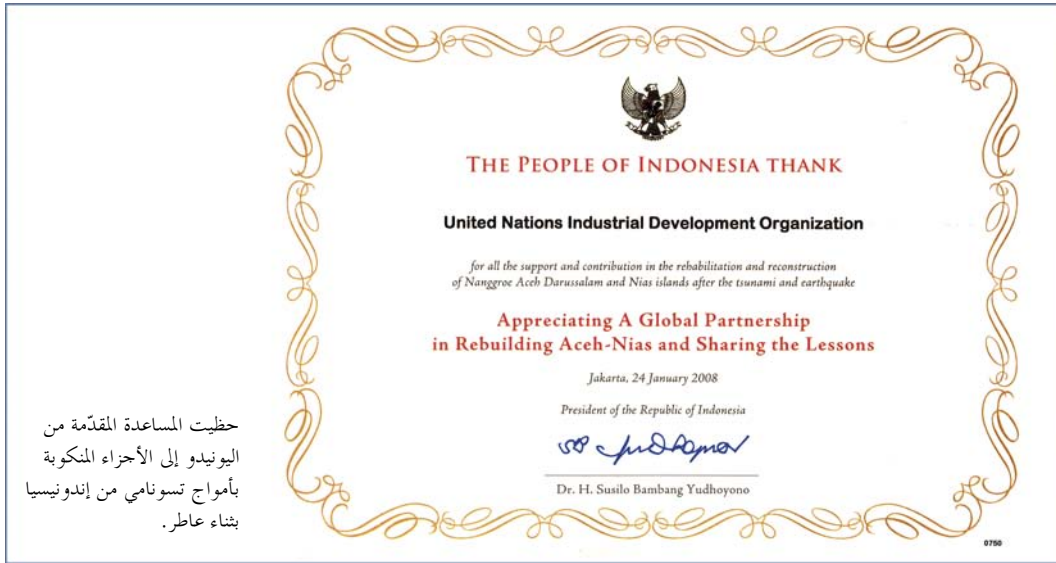 THE PEOPLE OF INDONESIA THANK
United Nations Industrial Development Organization
for all the support and contribution in the rehabilitation and reconstruction
of Nanggroe Aceh Darussalam and Nias islands after the tsunami and earthquake
Appreciating A Global Partnership
in Rebuilding Aceh-Nias and Sharing the Lessons
Jakarta, 24 January 2008
President of the Republic of Indonesia
Dr. H. Susilo Bambang Yudhoyono
0750
حظيت المساعدة المقدّمة من
اليونيدو إلى الأجزاء المنكوبة
بأمواج تسونامي من إندونيسيا
بثناء عاطر.